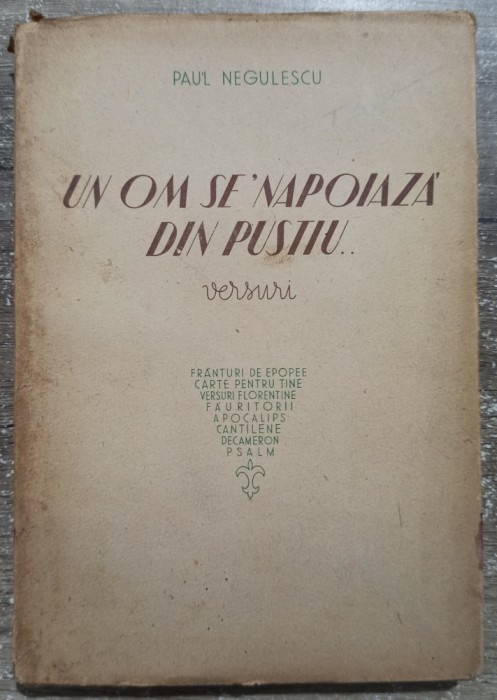 PAUL NEGULESCU
UN OM SE 'NAPOIAZĂ
DIN PUSTIU..
versuri
FRÂNTURI DE EPOPEE
CARTE PENTRU TINE
VERSURI FLORENTINE
FĂURITORII
APOCALIPS
CANTILENE
DECAMERON
PSALM